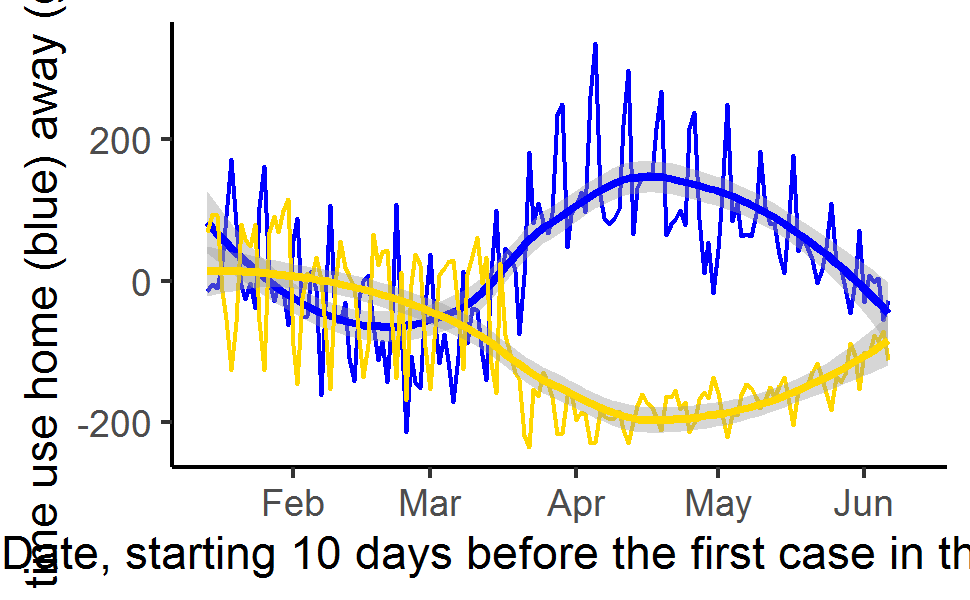 time use home (blue) away (
200
0
-200
Feb Mar Apr May Jun
Date, starting 10 days before the first case in th